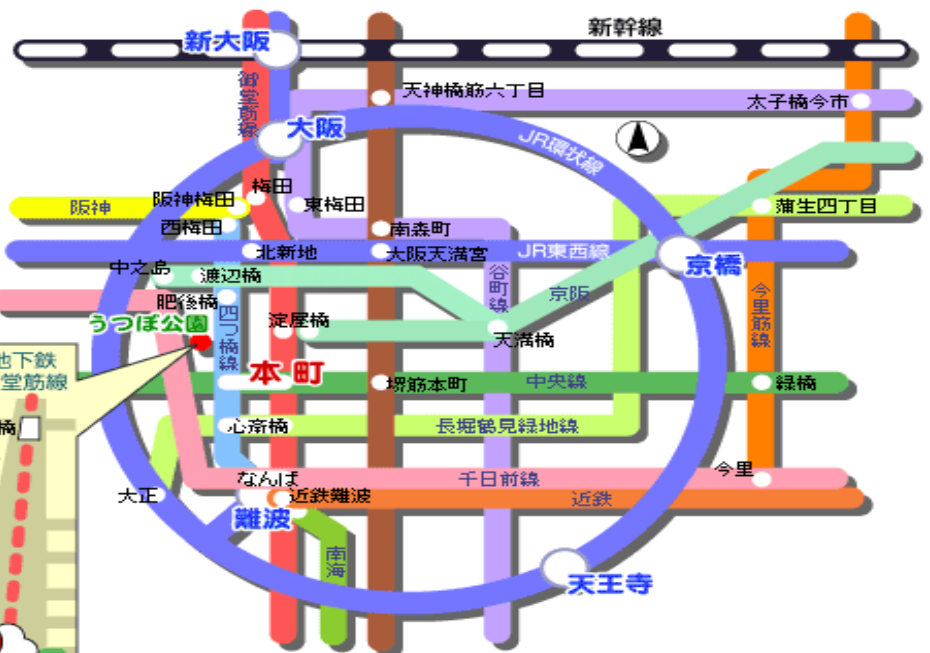 新幹線
新大阪
御堂筋線
天神橋筋六丁目
太子橋今市
大阪
JR環状線
梅田
阪神梅田
阪神
東梅田
西梅田
南森町
蒲生四丁目
北新地
大阪天満宮
JR東西線
京橋
中之島
渡辺橋
谷町線
京阪
肥後橋
うつぼ公園
四つ橋線
淀屋橋
天満橋
今里筋線
地下鉄
堂筋線
本町
堺筋本町
中央線
緑橋
橋
心斎橋
長堀鶴見緑地線
なんば
千日前線
今里
大正
近鉄難波
近鉄
難波
南海
天王寺